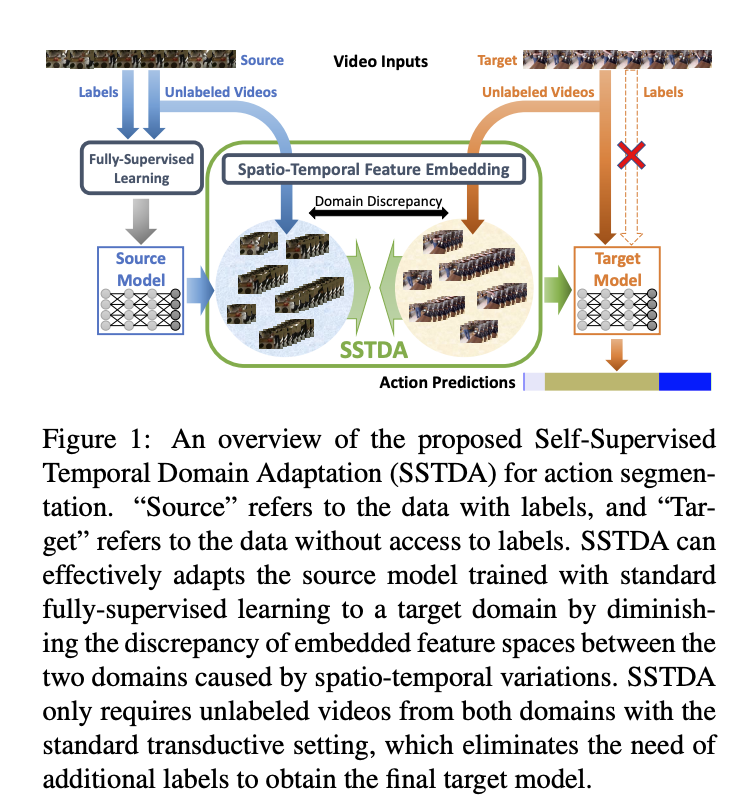 Source
Video Inputs
Target
Labels
Unlabeled Videos
Unlabeled Videos
Labels
Fully-Supervised
Learning
Spatio-Temporal Feature Embedding
Domain Discrepancy
Source
Model
Target
Model
SSTDA
Action Predictions
Figure 1: An overview of the proposed Self-Supervised
Temporal Domain Adaptation (SSTDA) for action segmen-
tation. “Source” refers to the data with labels, and “Tar-
get” refers to the data without access to labels. SSTDA can
effectively adapts the source model trained with standard
fully-supervised learning to a target domain by diminish-
ing the discrepancy of embedded feature spaces between the
two domains caused by spatio-temporal variations. SSTDA
only requires unlabeled videos from both domains with the
standard transductive setting, which eliminates the need of
additional labels to obtain the final target model.